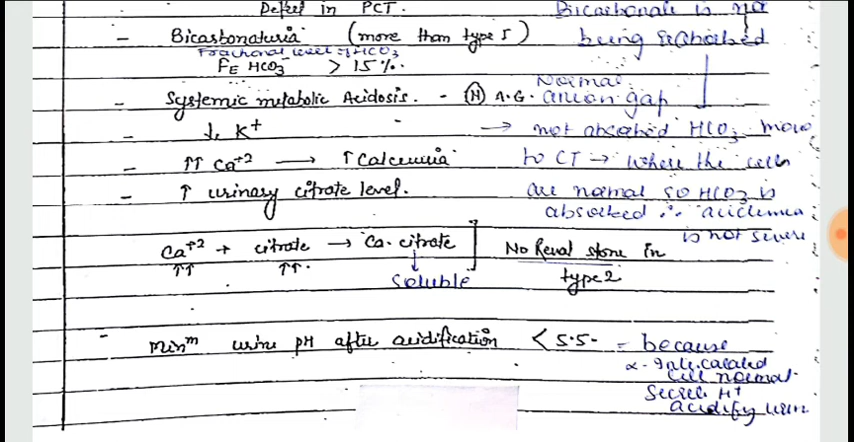 Defect in PCT.
Bicarbonate is not
being reabsorbed
- Bicarbonaturia (more than type I)
Fractional excre of HCO3
FE HCO3⁻ > 15%.
- Systemic metabolic Acidosis. - (N) A.G.
Normal
anion gap
- ↓ K+
→ not absorbed HCO3 move
to CT → where the cells
are normal so HCO3 is
absorbed ∴ acidemia
is not severe
- ↑↑ Ca+2 → ↑ Calciuria
- ↑ urinary citrate level.
Ca+2 + citrate → Ca. citrate ] No Renal stone in
↑↑ ↑↑. ↓ type 2
soluble
- Minᵐ urine pH after acidification < 5.5 - = because
α- Intercalated
cell normal.
Secrete H+
acidify urine